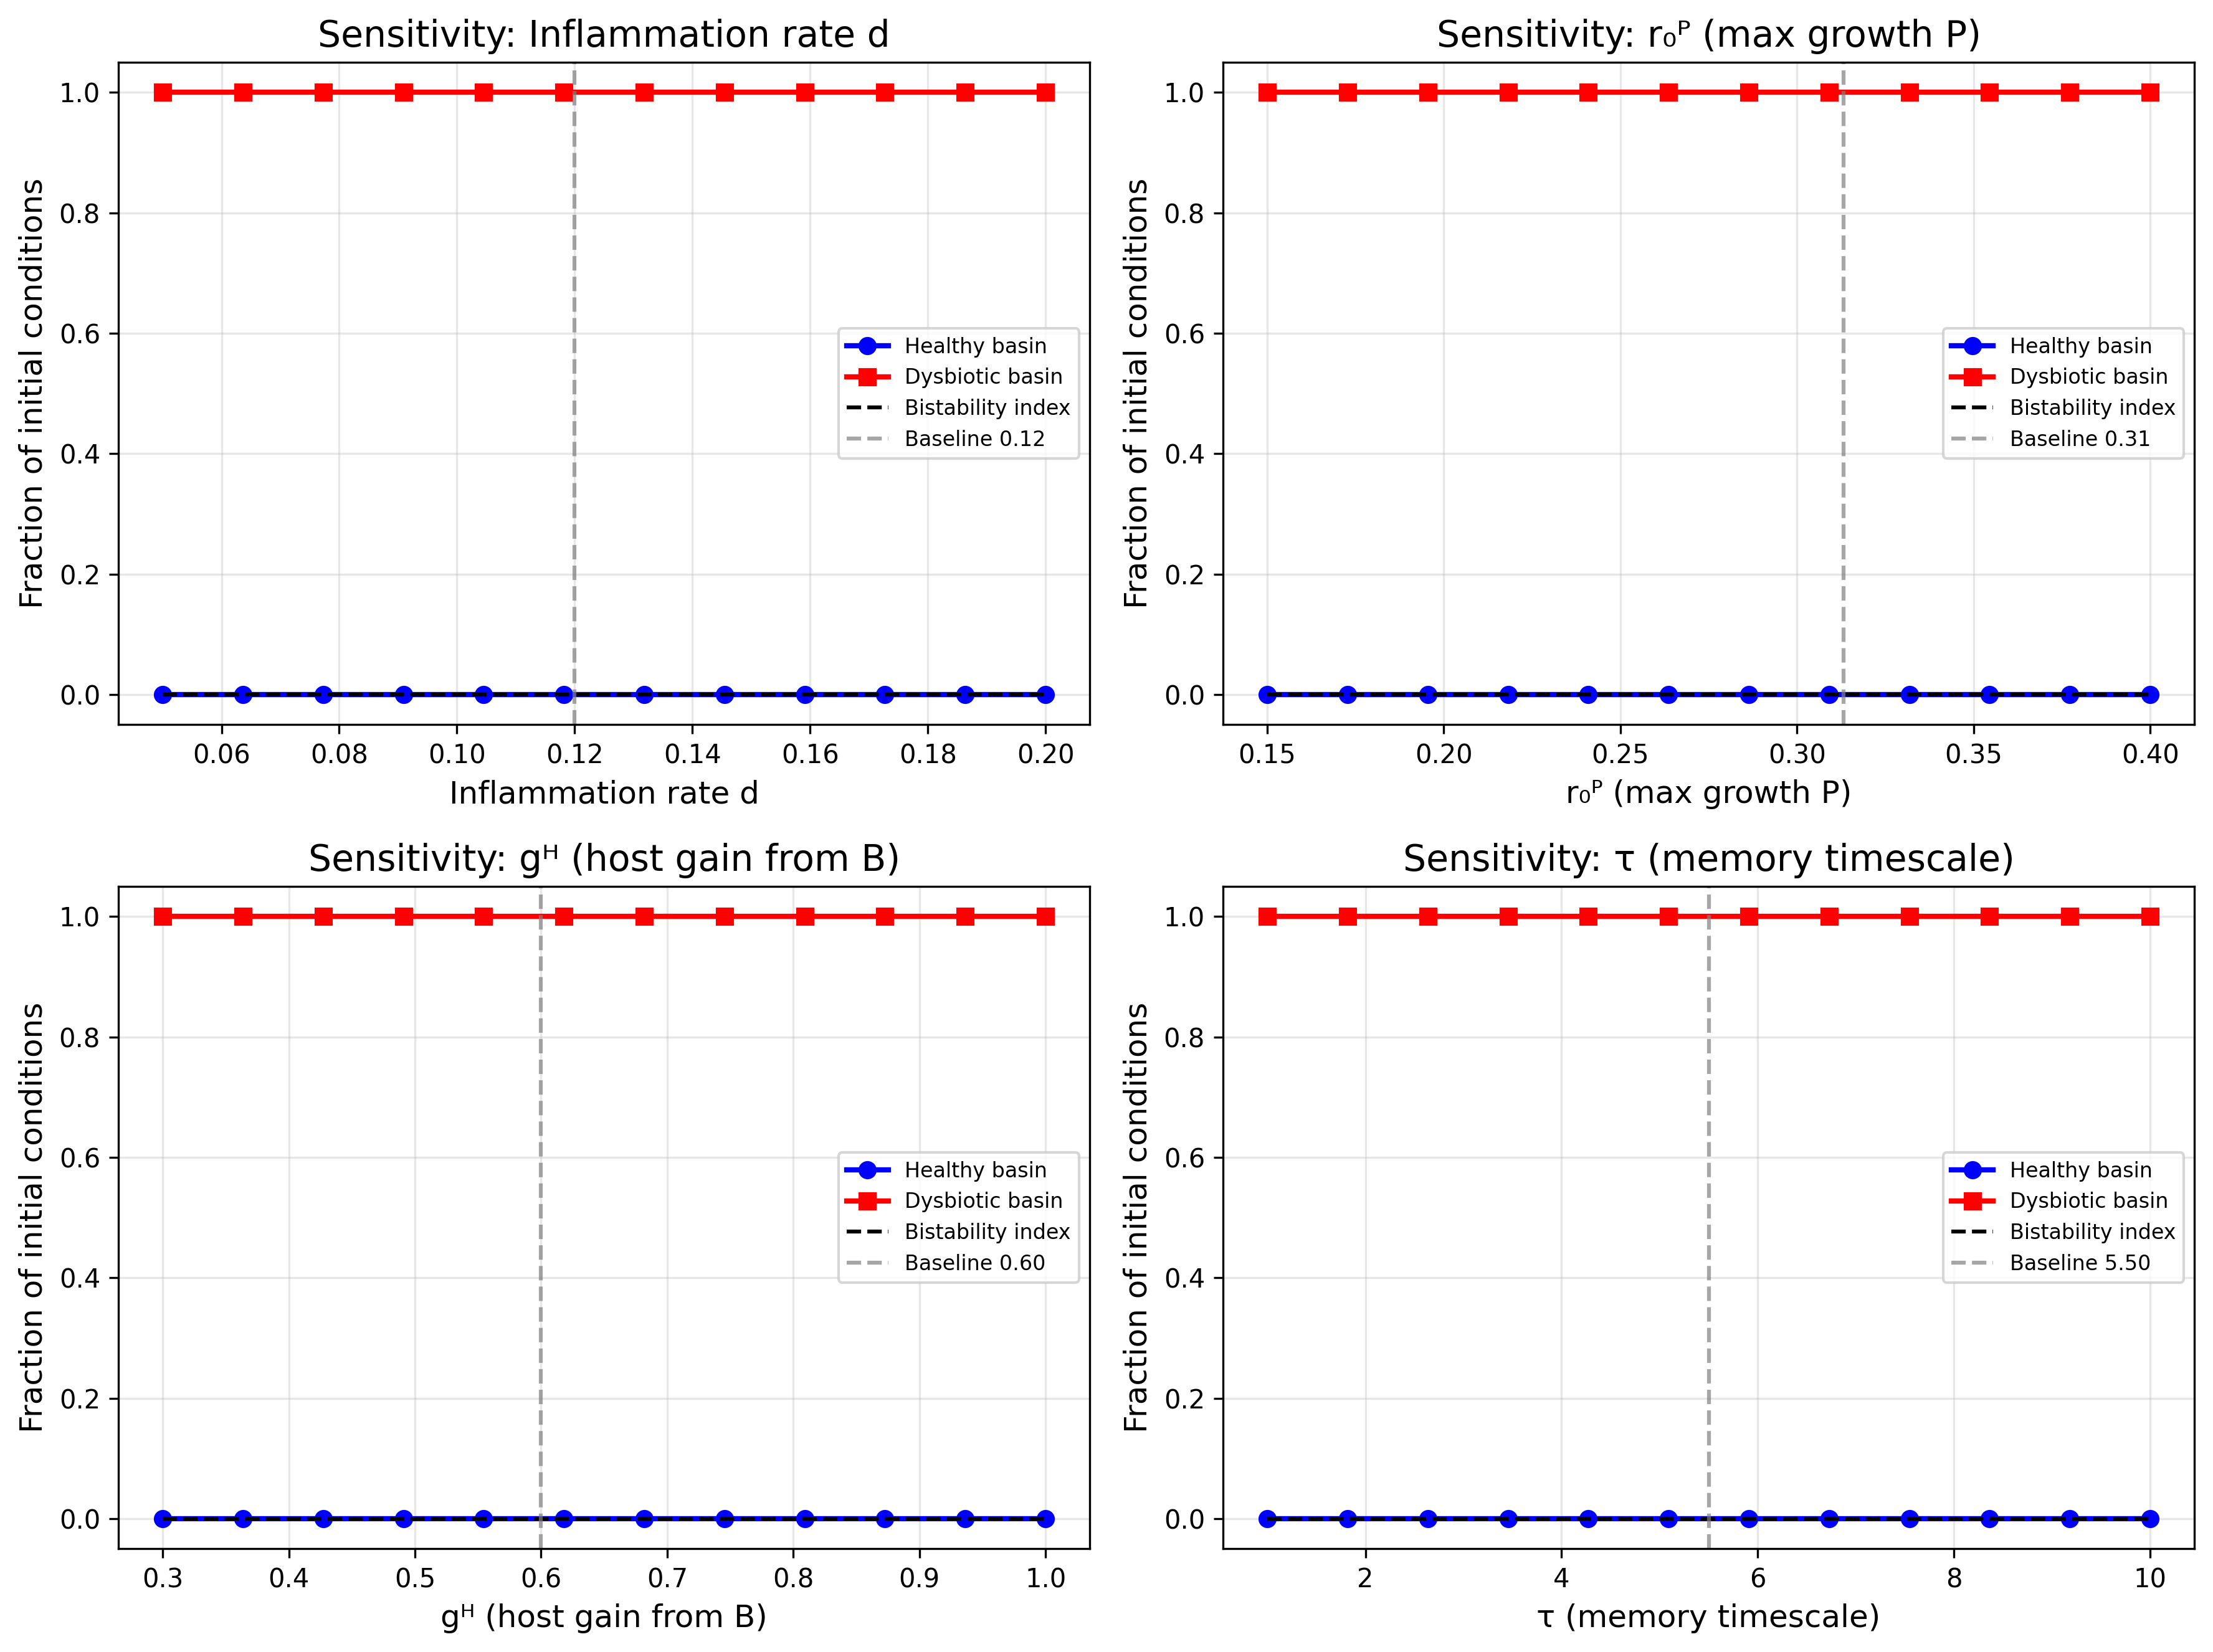 Sensitivity: Inflammation rate d
Fraction of initial conditions
1.0
0.8
0.6
0.4
0.2
0.0
Healthy basin
Dysbiotic basin
Bistability index
Baseline 0.12
0.06 0.08 0.10 0.12 0.14 0.16 0.18 0.20
Inflammation rate d
Sensitivity: r₀ᴾ (max growth P)
Fraction of initial conditions
1.0
0.8
0.6
0.4
0.2
0.0
Healthy basin
Dysbiotic basin
Bistability index
Baseline 0.31
0.15 0.20 0.25 0.30 0.35 0.40
r₀ᴾ (max growth P)
Sensitivity: gᴴ (host gain from B)
Fraction of initial conditions
1.0
0.8
0.6
0.4
0.2
0.0
Healthy basin
Dysbiotic basin
Bistability index
Baseline 0.60
0.3 0.4 0.5 0.6 0.7 0.8 0.9 1.0
gᴴ (host gain from B)
Sensitivity: τ (memory timescale)
Fraction of initial conditions
1.0
0.8
0.6
0.4
0.2
0.0
Healthy basin
Dysbiotic basin
Bistability index
Baseline 5.50
2 4 6 8 10
τ (memory timescale)